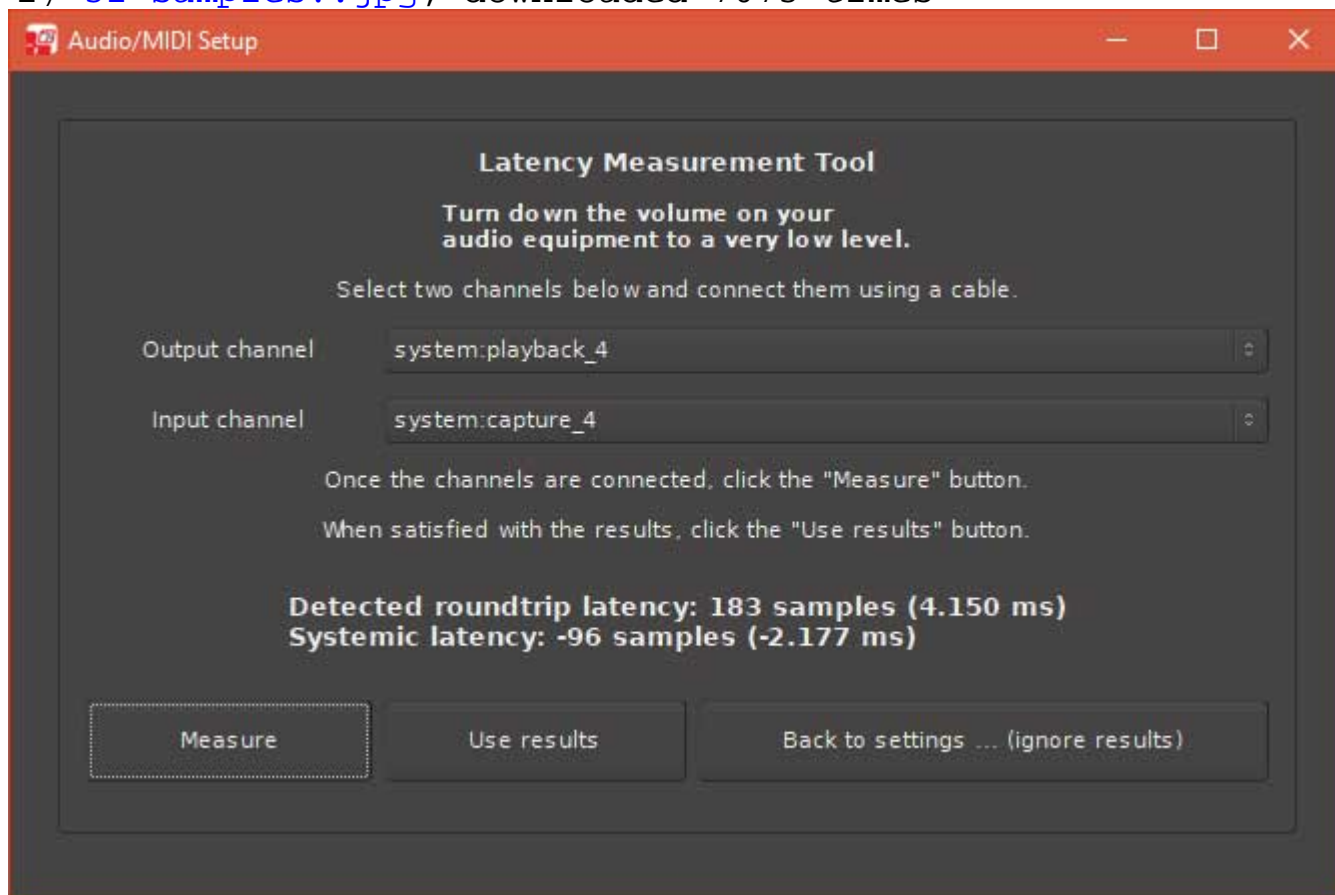 Audio/MIDI Setup
Latency Measurement Tool
Turn down the volume on your
audio equipment to a very low level.
Select two channels below and connect them using a cable.
Output channel system:playback_4
Input channel system:capture_4
Once the channels are connected, click the "Measure" button.
When satisfied with the results, click the "Use results" button.
Detected roundtrip latency: 183 samples (4.150 ms)
Systemic latency: -96 samples (-2.177 ms)
Measure Use results Back to settings ... (ignore results)